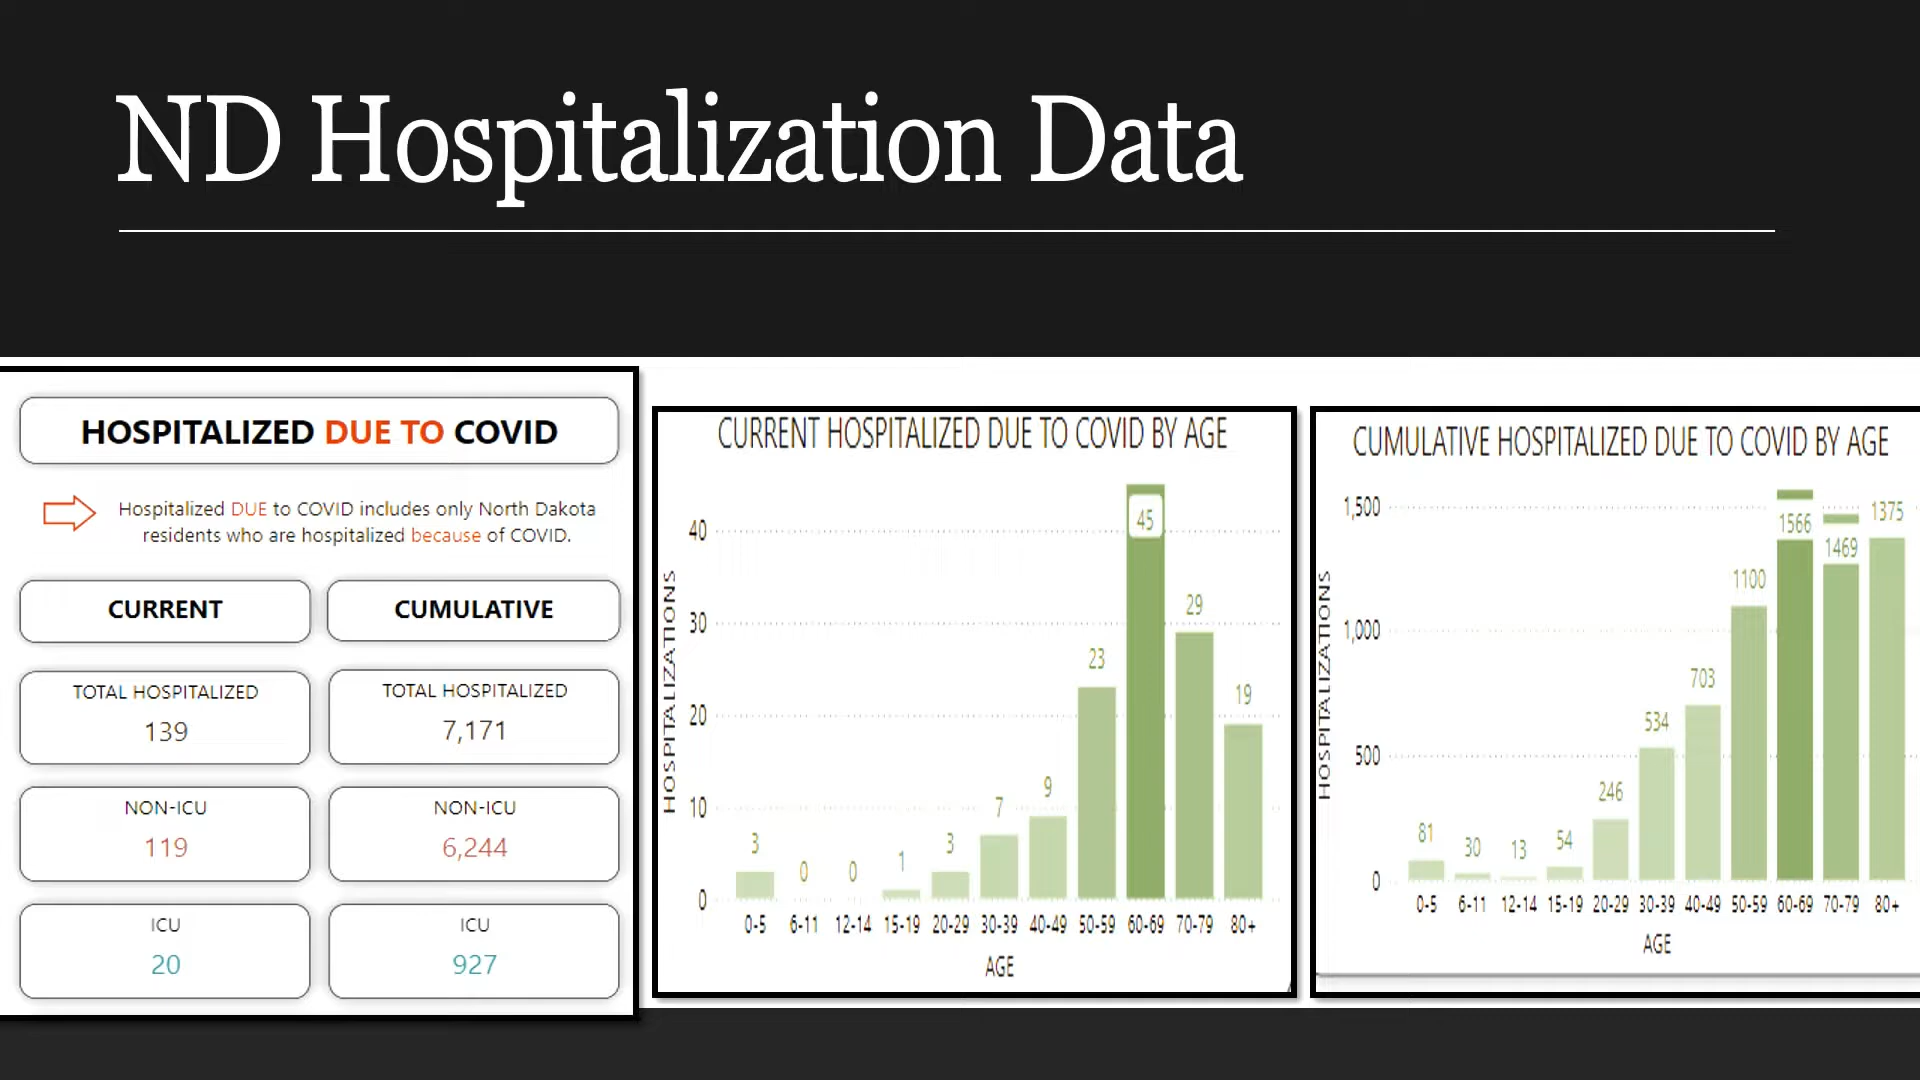 ND Hospitalization Data
HOSPITALIZED DUE TO COVID
Hospitalized DUE to COVID includes only North Dakota
residents who are hospitalized because of COVID.
CURRENT
CUMULATIVE
TOTAL HOSPITALIZED
139
TOTAL HOSPITALIZED
7,171
NON-ICU
119
NON-ICU
6,244
ICU
20
ICU
927
CURRENT HOSPITALIZED DUE TO COVID BY AGE
HOSPITALIZATIONS
40
30
20
10
0
3
0
0
1
3
7
9
23
45
29
19
0-5 6-11 12-14 15-19 20-29 30-39 40-49 50-59 60-69 70-79 80+
AGE
CUMULATIVE HOSPITALIZED DUE TO COVID BY AGE
HOSPITALIZATIONS
1,500
1,000
500
0
81
30
13
54
246
534
703
1100
1566
1469
1375
0-5 6-11 12-14 15-19 20-29 30-39 40-49 50-59 60-69 70-79 80+
AGE